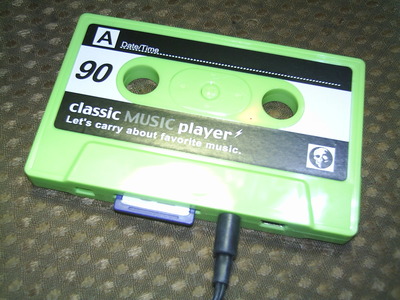 A Date/Time
90
classic MUSIC player
Let's carry about favorite music.